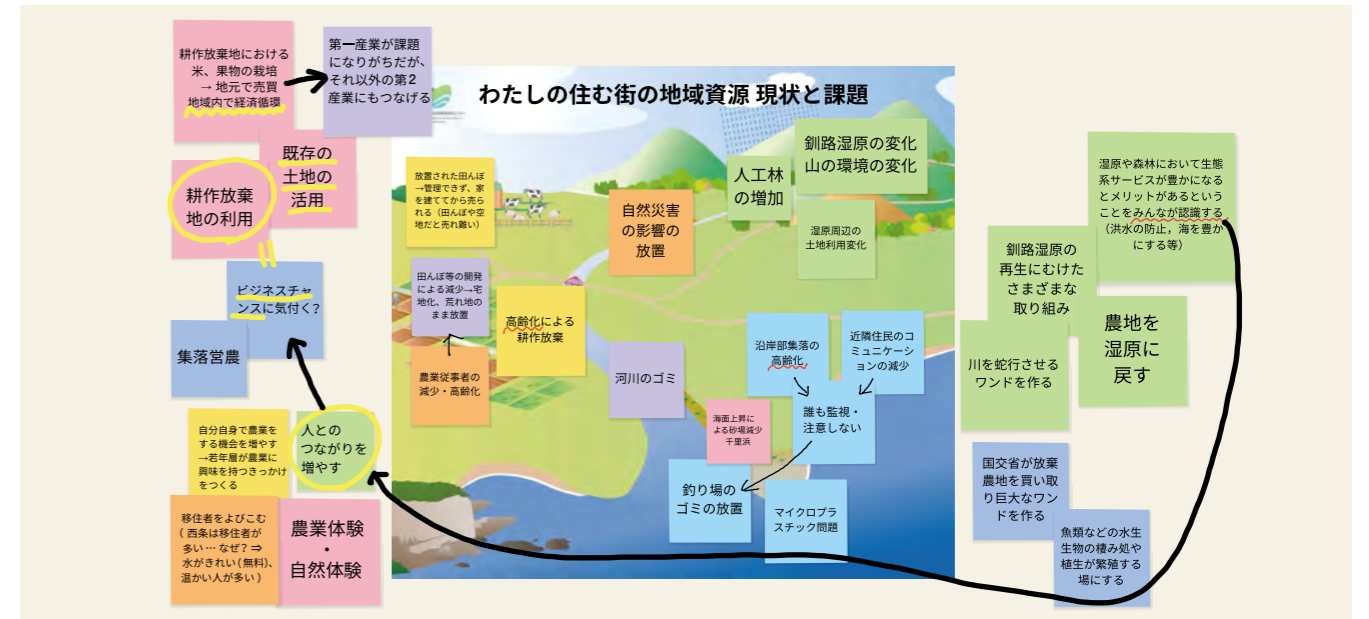 わたしの住む街の地域資源 現状と課題
耕作放棄地における
米、果物の栽培
→ 地元で売買
地域内で経済循環
第一産業が課題
になりがちだが、
それ以外の第2
産業にもつなげる
既存の
土地の
活用
耕作放棄
地の利用
ビジネスチャ
ンスに気付く?
集落営農
自分自身で農業を
する機会を増やす
→若年層が農業に
興味を持つきっかけ
をつくる
人との
つながりを
増やす
移住者をよびこむ
( 西条は移住者が
多い… なぜ? ⇒
水がきれい (無料)、
温かい人が多い )
農業体験
・
自然体験
放置された田んぼ
→管理できず、家
を建ててから売ら
れる（田んぼや空
地だと売れ難い）
田んぼ等の開発
による減少→宅
地化、荒れ地の
まま放置
高齢化による
耕作放棄
農業従事者の
減少・高齢化
自然災害
の影響の
放置
人工林
の増加
釧路湿原の変化
山の環境の変化
湿原周辺の
土地利用変化
河川のゴミ
沿岸部集落の
高齢化
近隣住民のコ
ミュニケーシ
ョンの減少
誰も監視・
注意しない
海面上昇に
よる砂場減少
千里浜
釣り場の
ゴミの放置
マイクロプラ
スチック問題
湿原や森林において生態
系サービスが豊かになる
とメリットがあるという
ことをみんなが認識する
（洪水の防止，海を豊か
にする等）
釧路湿原の
再生にむけた
さまざまな
取り組み
農地を
湿原に
戻す
川を蛇行させる
ワンドを作る
国交省が放棄
農地を買い取
り巨大なワン
ドを作る
魚類などの水生
生物の棲み処や
植生が繁殖する
場にする